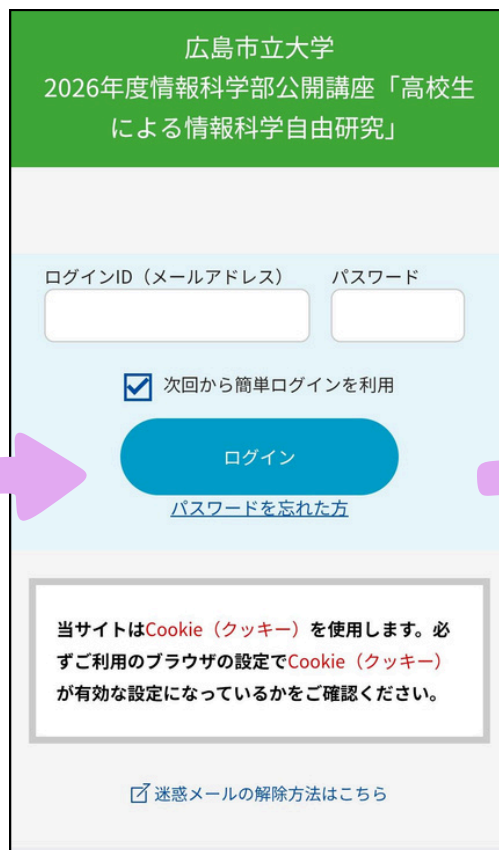 広島市立大学
2026年度情報科学部公開講座「高校生
による情報科学自由研究」
ログインID（メールアドレス）
パスワード
次回から簡単ログインを利用
ログイン
パスワードを忘れた方
当サイトはCookie（クッキー）を使用します。必
ずご利用のブラウザの設定でCookie（クッキー）
が有効な設定になっているかをご確認ください。
迷惑メールの解除方法はこちら